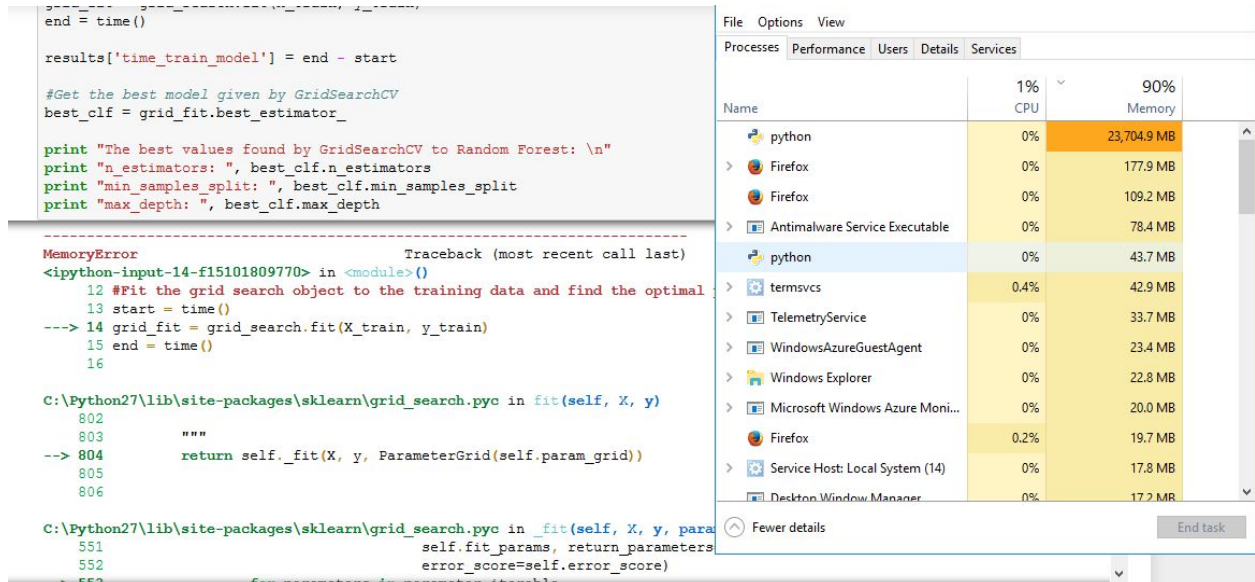 end = time()
results['time_train_model'] = end - start
#Get the best model given by GridSearchCV
best_clf = grid_fit.best_estimator_
print "The best values found by GridSearchCV to Random Forest: \n"
print "n_estimators: ", best_clf.n_estimators
print "min_samples_split: ", best_clf.min_samples_split
print "max_depth: ", best_clf.max_depth
---------------------------------------------------------------------------
MemoryError Traceback (most recent call last)
<ipython-input-14-f15101809770> in <module>()
12 #Fit the grid search object to the training data and find the optimal
13 start = time()
---> 14 grid_fit = grid_search.fit(X_train, y_train)
15 end = time()
16
C:\Python27\lib\site-packages\sklearn\grid_search.pyc in fit(self, X, y)
802
803 """
--> 804 return self._fit(X, y, ParameterGrid(self.param_grid))
805
806
C:\Python27\lib\site-packages\sklearn\grid_search.pyc in _fit(self, X, y, para
551 self.fit_params, return_parameters
552 error_score=self.error_score)
File Options View
Processes Performance Users Details Services
1% 90%
Name CPU Memory
python 0% 23,704.9 MB
Firefox 0% 177.9 MB
Firefox 0% 109.2 MB
Antimalware Service Executable 0% 78.4 MB
python 0% 43.7 MB
termsvcs 0.4% 42.9 MB
TelemetryService 0% 33.7 MB
WindowsAzureGuestAgent 0% 23.4 MB
Windows Explorer 0% 22.8 MB
Microsoft Windows Azure Moni... 0% 20.0 MB
Firefox 0.2% 19.7 MB
Service Host: Local System (14) 0% 17.8 MB
Desktop Window Manager 0% 17.2 MB
Fewer details
End task